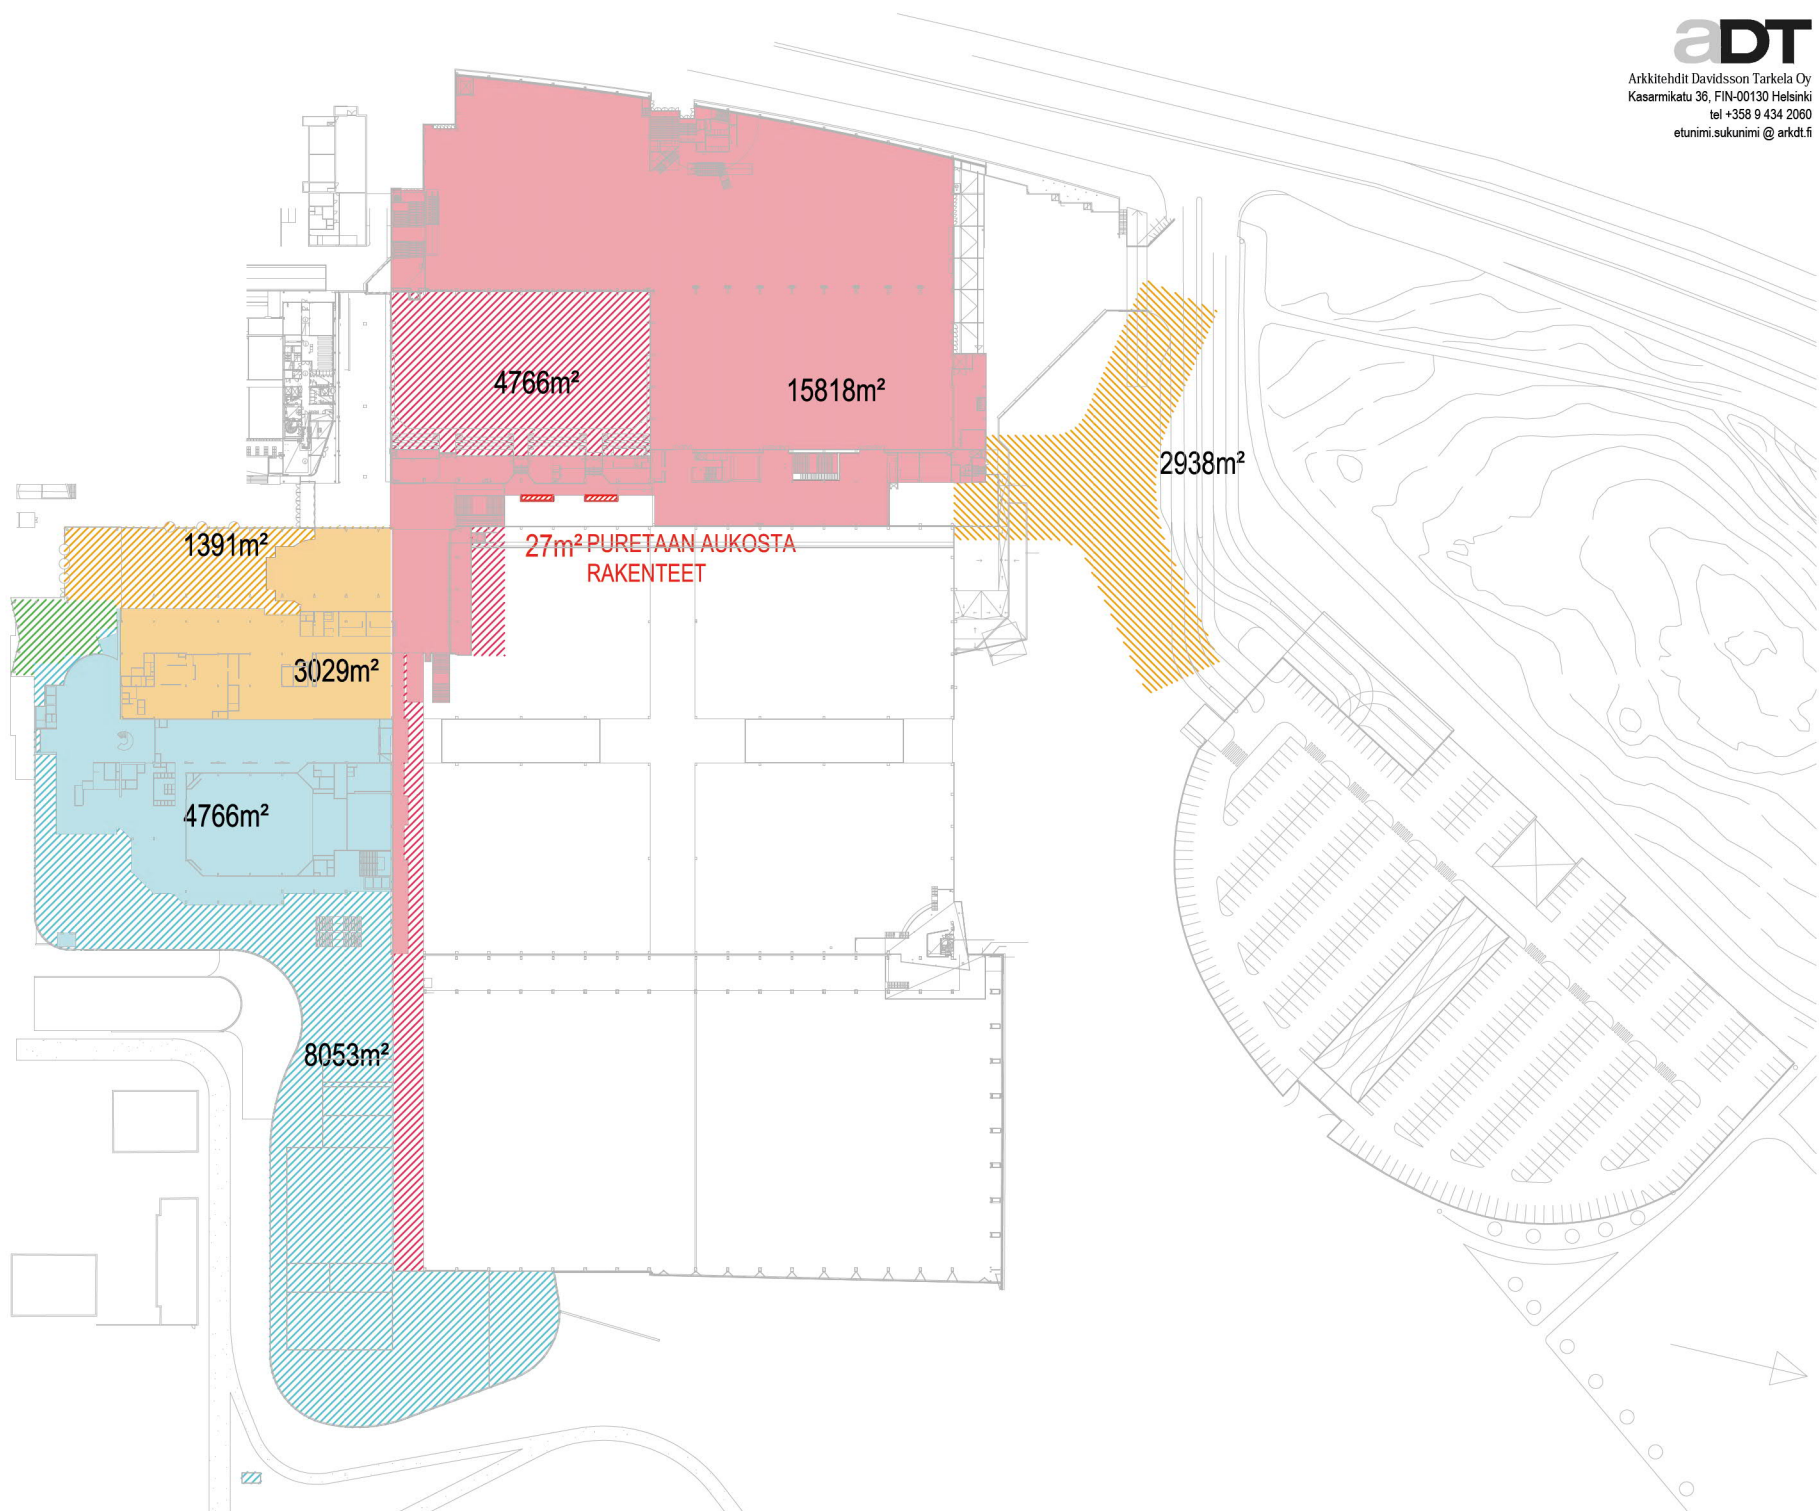 aDT
Arkkitehdit Davidsson Tarkela Oy
Kasarmikatu 36, FIN-00130 Helsinki
tel +358 9 434 2060
etunimi.sukunimi @ arkdt.fi
4766m²
15818m²
2938m²
1391m²
27m² PURETAAN AUKOSTA
RAKENTEET
3029m²
4766m²
8053m²